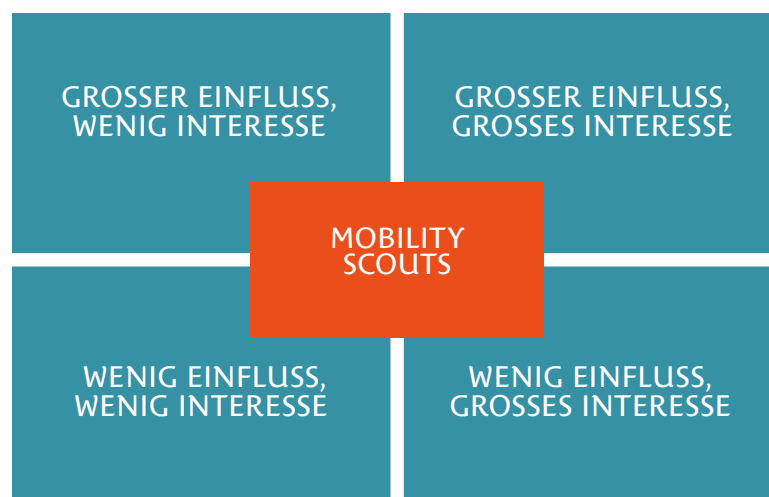 GROSSER EINFLUSS,
WENIG INTERESSE
GROSSER EINFLUSS,
GROSSES INTERESSE
MOBILITY
SCOUTS
WENIG EINFLUSS,
WENIG INTERESSE
WENIG EINFLUSS,
GROSSES INTERESSE